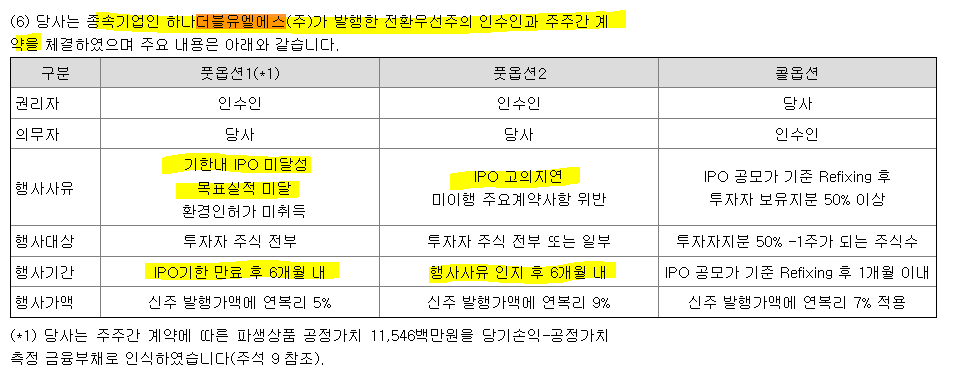 (6) 당사는 종속기업인 하나더블유엘에스(주)가 발행한 전환우선주의 인수인과 주주간 계
약을 체결하였으며 주요 내용은 아래와 같습니다.
구분 풋옵션1(*1) 풋옵션2 콜옵션
권리자 인수인 인수인 당사
의무자 당사 당사 인수인
행사사유 기한내 IPO 미달성 목표실적 미달 환경인허가 미취득 IPO 고의지연 미이행 주요계약사항 위반 IPO 공모가 기준 Refixing 후 투자자 보유지분 50% 이상
행사대상 투자자 주식 전부 투자자 주식 전부 또는 일부 투자자지분 50% -1주가 되는 주식수
행사기간 IPO기한 만료 후 6개월 내 행사사유 인지 후 6개월 내 IPO 공모가 기준 Refixing 후 1개월 이내
행사가액 신주 발행가액에 연복리 5% 신주 발행가액에 연복리 9% 신주 발행가액에 연복리 7% 적용
(*1) 당사는 주주간 계약에 따른 파생상품 공정가치 11,546백만원을 당기손익-공정가치
측정 금융부채로 인식하였습니다(주석 9 참조).